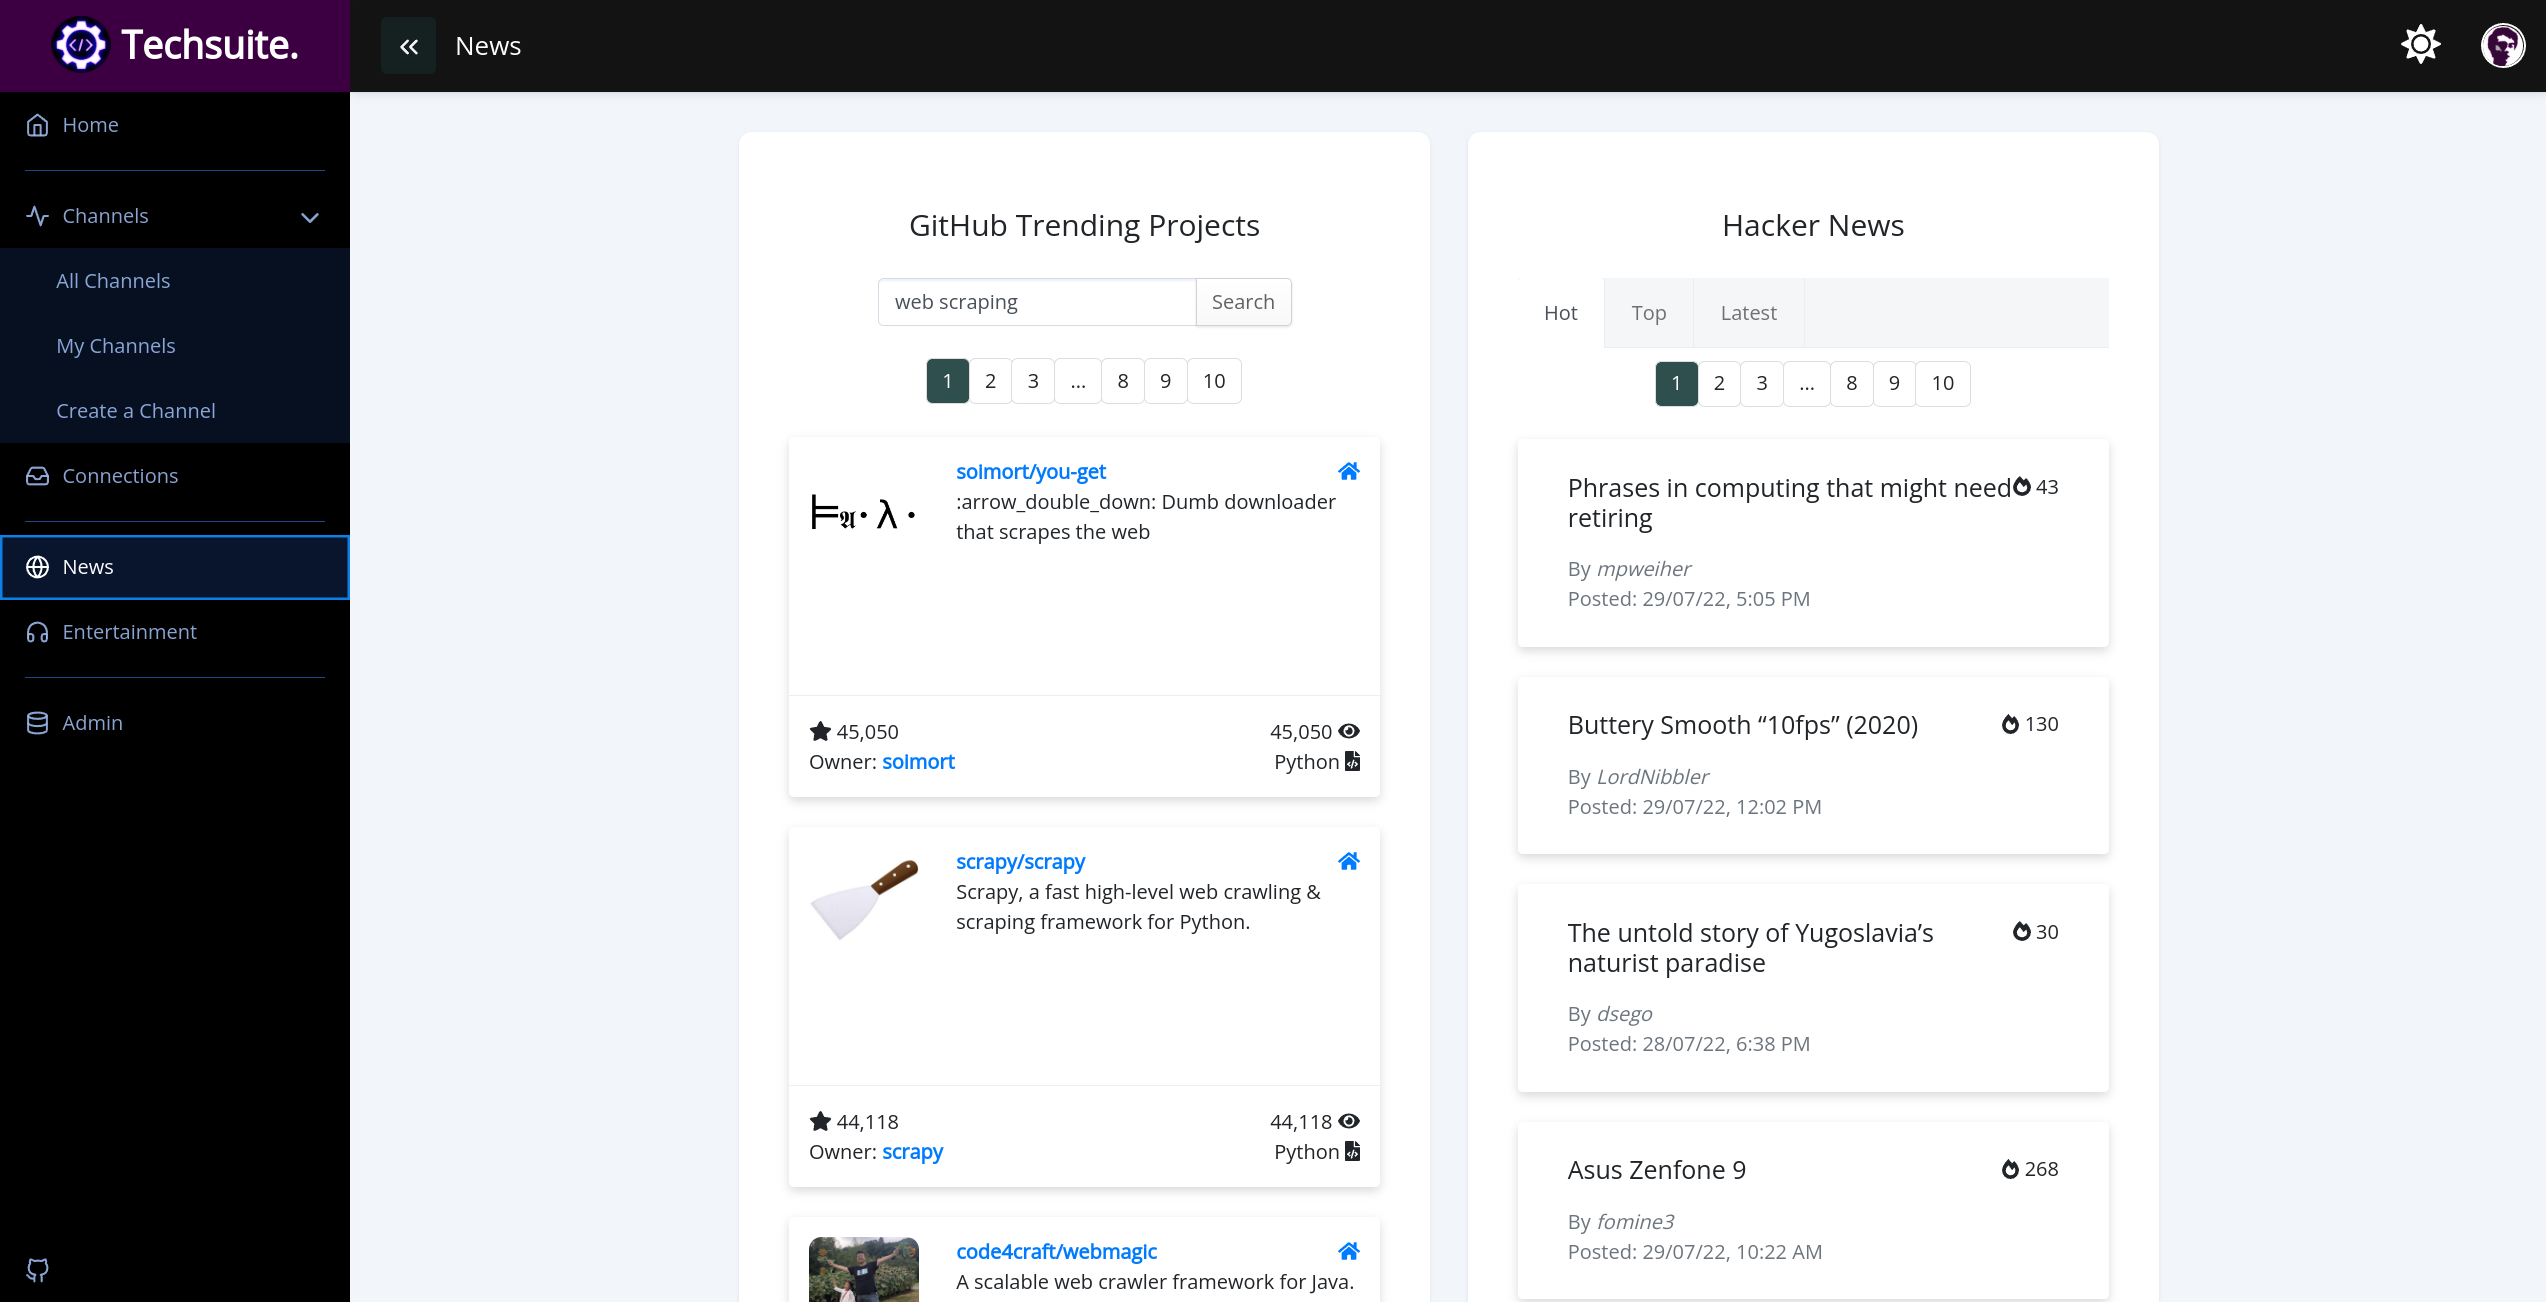 Techsuite.
News
Home
Channels
All Channels
My Channels
Create a Channel
Connections
News
Entertainment
Admin
GitHub Trending Projects
web scraping
Search
1 2 3 ... 8 9 10
soimort/you-get
:arrow_double_down: Dumb downloader
that scrapes the web
45,050
45,050
Owner: soimort
Python
scrapy/scrapy
Scrapy, a fast high-level web crawling &
scraping framework for Python.
44,118
44,118
Owner: scrapy
Python
code4craft/webmagic
A scalable web crawler framework for Java.
Hacker News
Hot Top Latest
1 2 3 ... 8 9 10
Phrases in computing that might need 43
retiring
By mpweiher
Posted: 29/07/22, 5:05 PM
Buttery Smooth “10fps” (2020) 130
By LordNibbler
Posted: 29/07/22, 12:02 PM
The untold story of Yugoslavia’s 30
naturist paradise
By dsego
Posted: 28/07/22, 6:38 PM
Asus Zenfone 9 268
By fomine3
Posted: 29/07/22, 10:22 AM